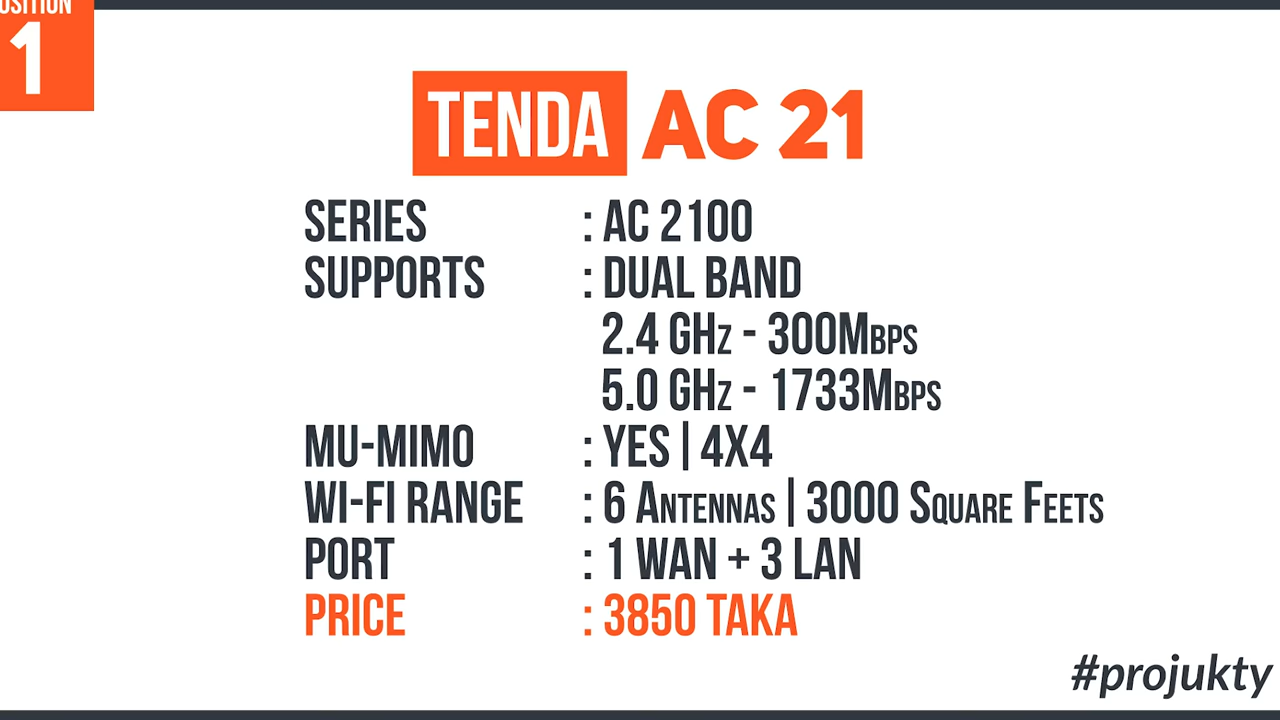 1
TENDA AC 21
SERIES : AC 2100
SUPPORTS : DUAL BAND
2.4 GHz - 300MBPS
5.0 GHz - 1733MBPS
MU-MIMO : YES | 4X4
WI-FI RANGE : 6 ANTENNAS | 3000 SQUARE FEETS
PORT : 1 WAN + 3 LAN
PRICE : 3850 TAKA
#projukty